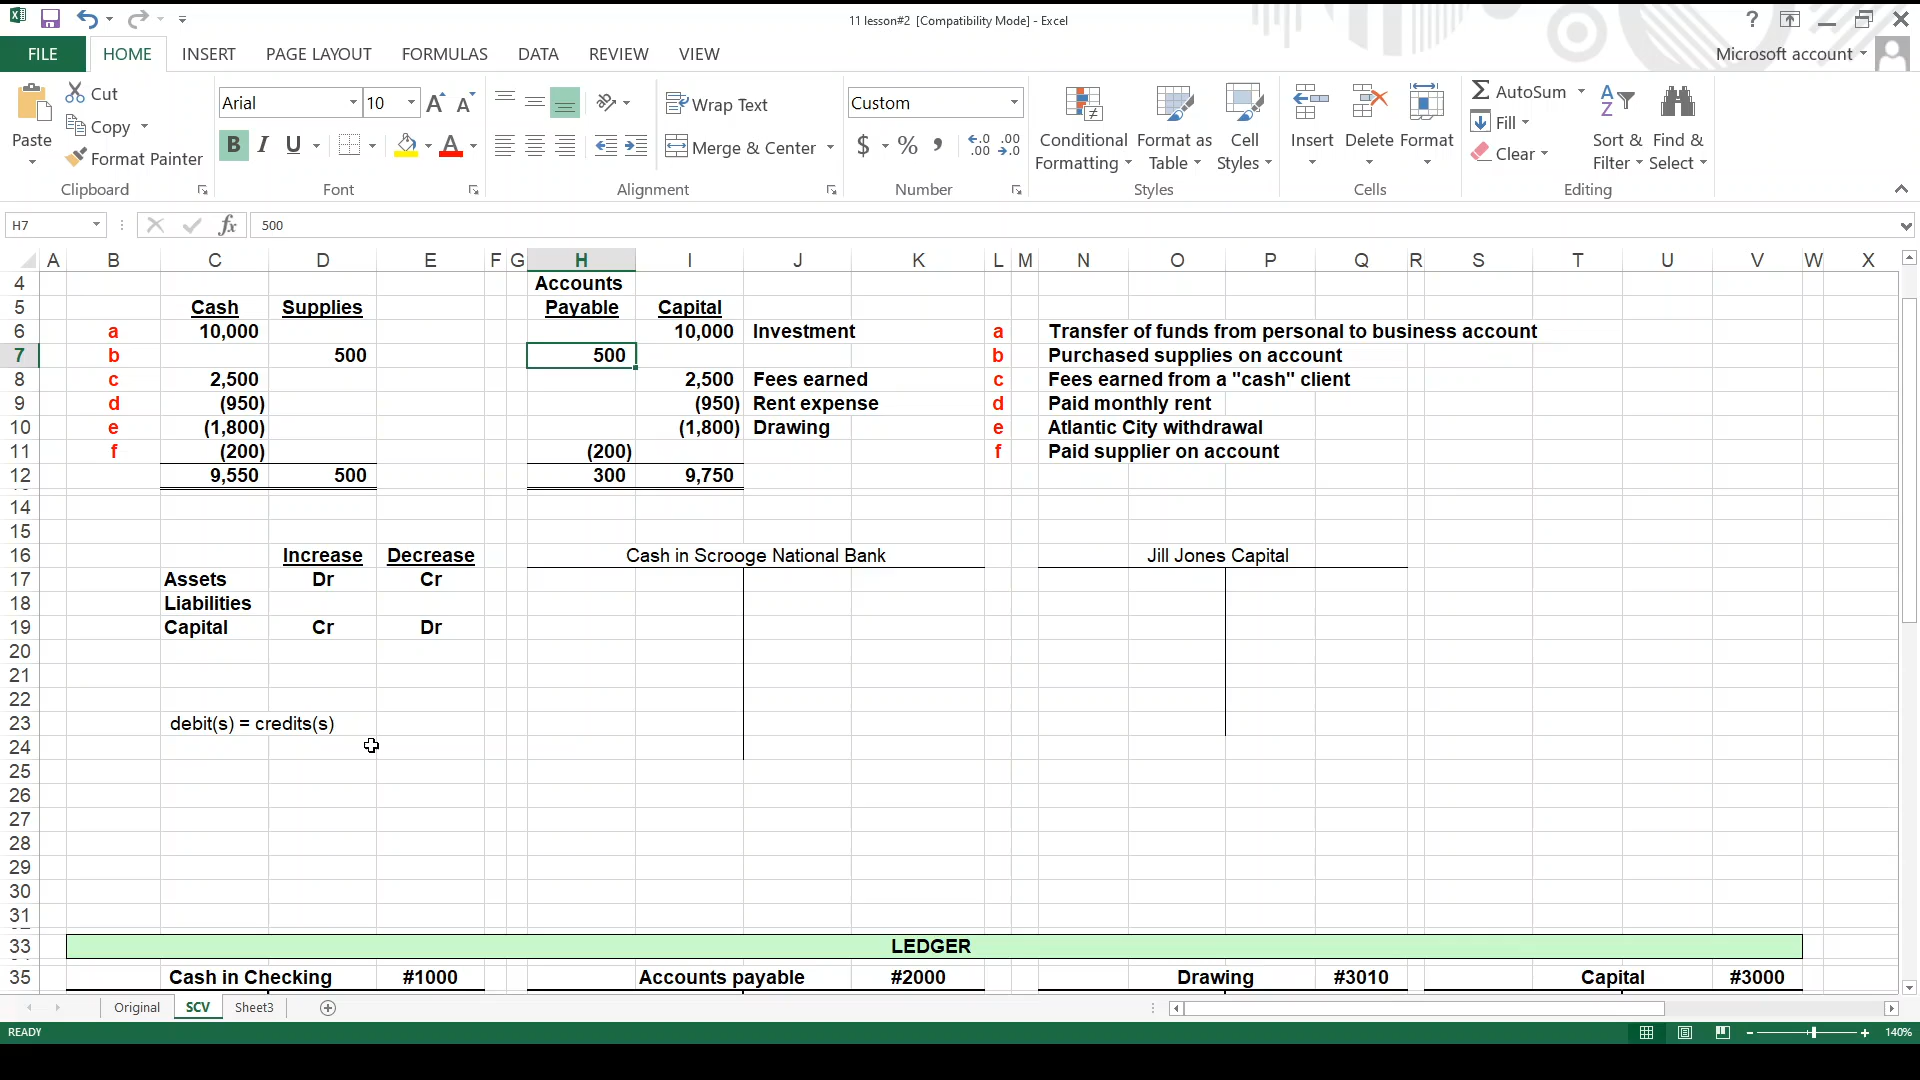 11 lesson#2 [Compatibility Mode] - Excel
?
FILE HOME INSERT PAGE LAYOUT FORMULAS DATA REVIEW VIEW Microsoft account
Paste Cut Copy Format Painter Clipboard
Arial 10 A A B I U A Font
Wrap Text Merge & Center Alignment
Custom $ % , .0 .00 .00 .0 Number
Conditional Formatting Format as Table Cell Styles Styles
Insert Delete Format Cells
AutoSum Fill Clear Sort & Filter Find & Select Editing
H7 fx 500
A B C D E F G H I J K L M N O P Q R S T U V W X
4 Accounts
5 Cash Supplies Payable Capital
6 a 10,000 10,000 Investment a Transfer of funds from personal to business account
7 b 500 500 b Purchased supplies on account
8 c 2,500 2,500 Fees earned c Fees earned from a "cash" client
9 d (950) (950) Rent expense d Paid monthly rent
10 e (1,800) (1,800) Drawing e Atlantic City withdrawal
11 f (200) (200) f Paid supplier on account
12 9,550 500 300 9,750
14
15
16 Increase Decrease Cash in Scrooge National Bank Jill Jones Capital
17 Assets Dr Cr
18 Liabilities
19 Capital Cr Dr
20
21
22
23 debit(s) = credits(s)
24
25
26
27
28
29
30
31
33 LEDGER
35 Cash in Checking #1000 Accounts payable #2000 Drawing #3010 Capital #3000
Original SCV Sheet3
READY 140%